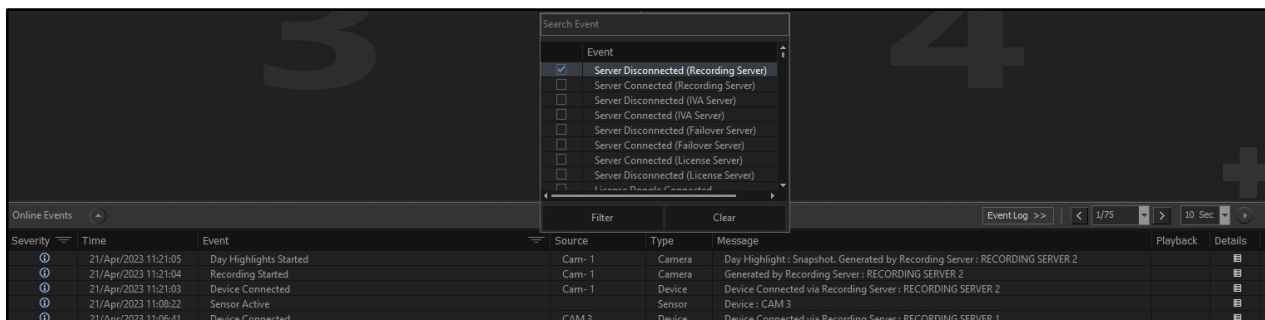 3
4
Search Event
Event
Server Disconnected (Recording Server)
Server Connected (Recording Server)
Server Disconnected (IVA Server)
Server Connected (IVA Server)
Server Disconnected (Failover Server)
Server Connected (Failover Server)
Server Connected (License Server)
Server Disconnected (License Server)
License Dongle Connected
Filter Clear
Online Events Event Log >> < 1/75 > 10 Sec
Severity Time Event Source Type Message Playback Details
21/Apr/2023 11:21:05 Day Highlights Started Cam- 1 Camera Day Highlight : Snapshot. Generated by Recording Server : RECORDING SERVER 2
21/Apr/2023 11:21:04 Recording Started Cam- 1 Camera Generated by Recording Server : RECORDING SERVER 2
21/Apr/2023 11:21:03 Device Connected Cam- 1 Device Device Connected via Recording Server : RECORDING SERVER 2
21/Apr/2023 11:08:22 Sensor Active Sensor Device : CAM 3
21/Apr/2023 11:06:41 Device Connected CAM 3 Device Device Connected via Recording Server : RECORDING SERVER 1